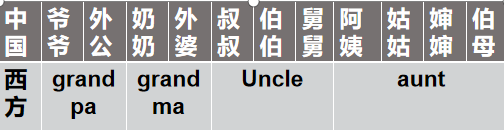 中国 爷爷 外公 奶奶 外婆 叔叔 伯伯 舅舅 阿姨 姑姑 婶婶 伯母
西方 grandpa grandma Uncle aunt